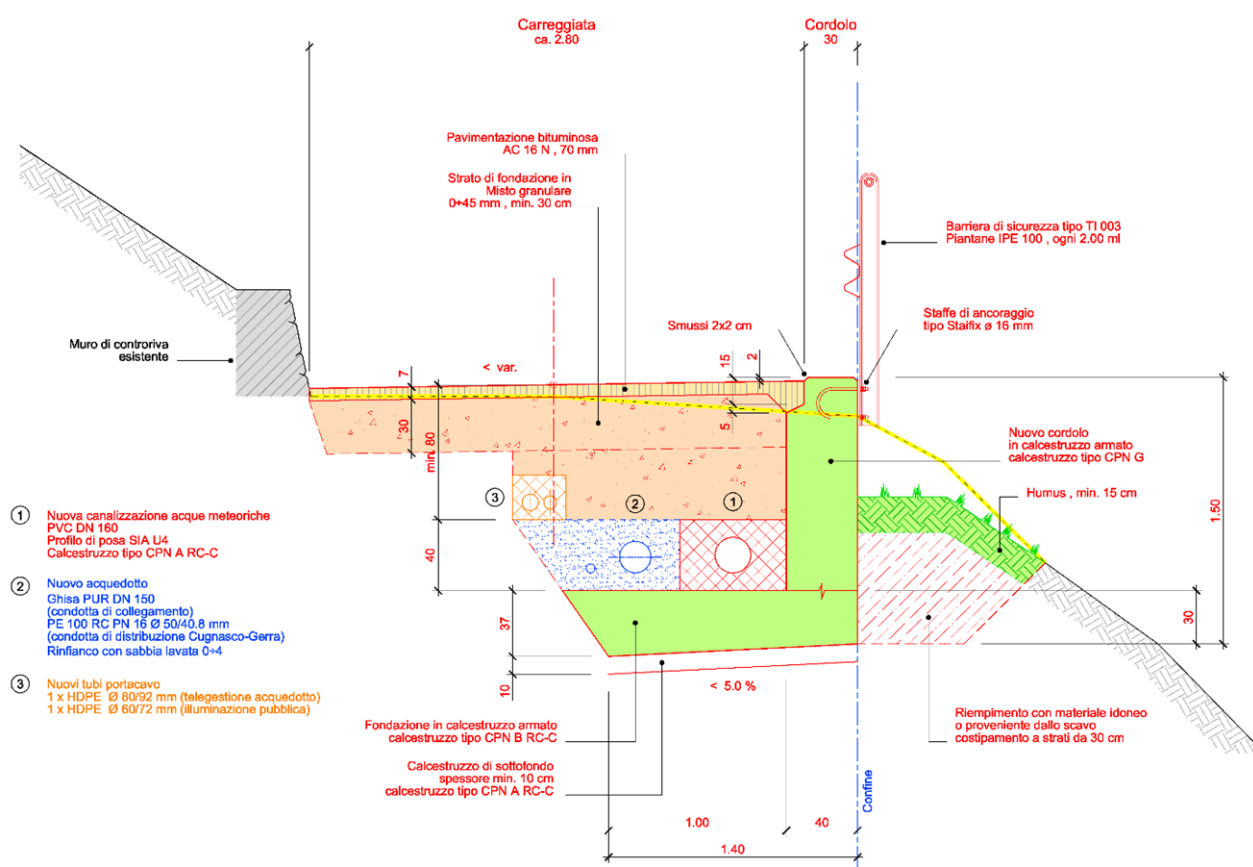 Carreggiata
ca. 2.80
Cordolo
30
Pavimentazione bituminosa
AC 16 N , 70 mm
Strato di fondazione in
Misto granulare
0÷45 mm , min. 30 cm
Barriera di sicurezza tipo TI 003
Piantane IPE 100 , ogni 2.00 ml
Muro di controriva
esistente
Smussi 2x2 cm
Staffe di ancoraggio
tipo Stalfix ø 16 mm
< var.
7
15
2
30
min. 80
5
Nuovo cordolo
in calcestruzzo armato
calcestruzzo tipo CPN G
Humus , min. 15 cm
1.50
3
2
1
40
37
10
30
1
Nuova canalizzazione acque meteoriche
PVC DN 160
Profilo di posa SIA U4
Calcestruzzo tipo CPN A RC-C
2
Nuovo acquedotto
Ghisa PUR DN 150
(condotta di collegamento)
PE 100 RC PN 16 Ø 50/40.8 mm
(condotta di distribuzione Cugnasco-Gerra)
Rinfianco con sabbia lavata 0÷4
3
Nuovi tubi portacavo
1 x HDPE Ø 80/92 mm (telegestione acquedotto)
1 x HDPE Ø 60/72 mm (illuminazione pubblica)
< 5.0 %
Fondazione in calcestruzzo armato
calcestruzzo tipo CPN B RC-C
Calcestruzzo di sottofondo
spessore min. 10 cm
calcestruzzo tipo CPN A RC-C
Riempimento con materiale idoneo
o proveniente dallo scavo
costipamento a strati da 30 cm
Confine
1.00
40
1.40